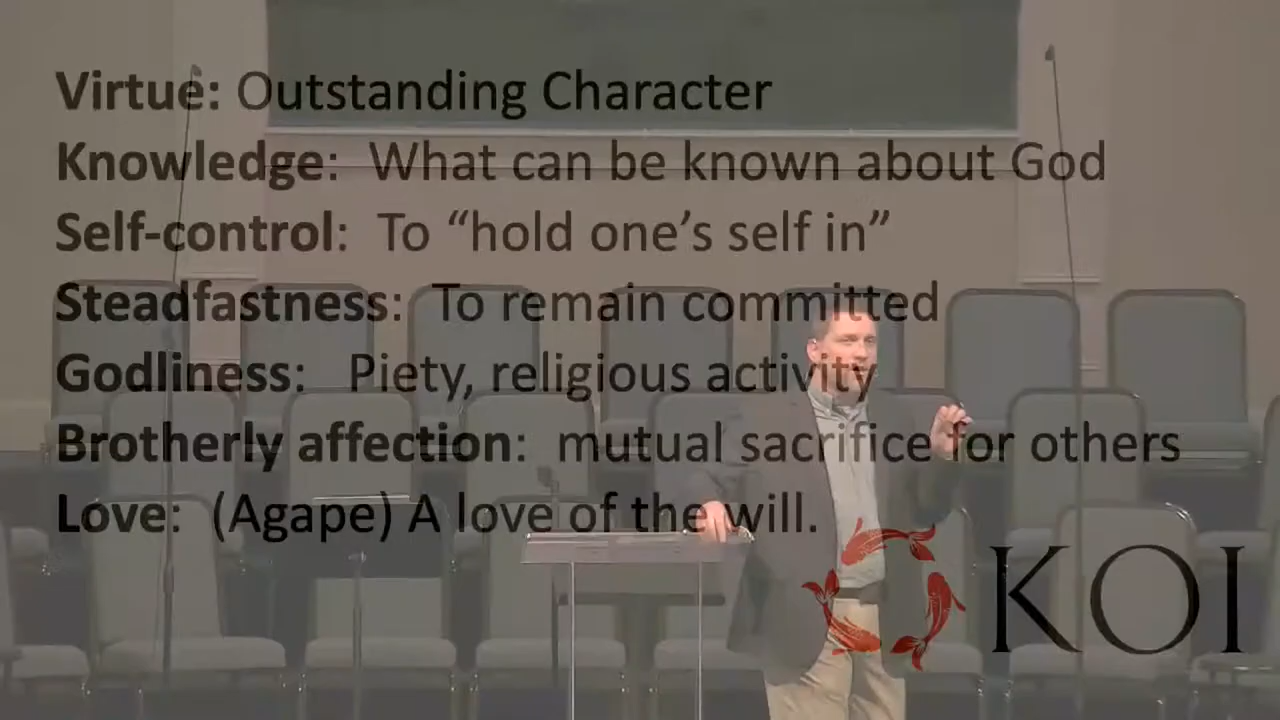 Virtue: Outstanding Character
Knowledge: What can be known about God
Self-control: To “hold one’s self in”
Steadfastness: To remain committed
Godliness: Piety, religious activity
Brotherly affection: mutual sacrifice for others
Love: (Agape) A love of the will.
KOI